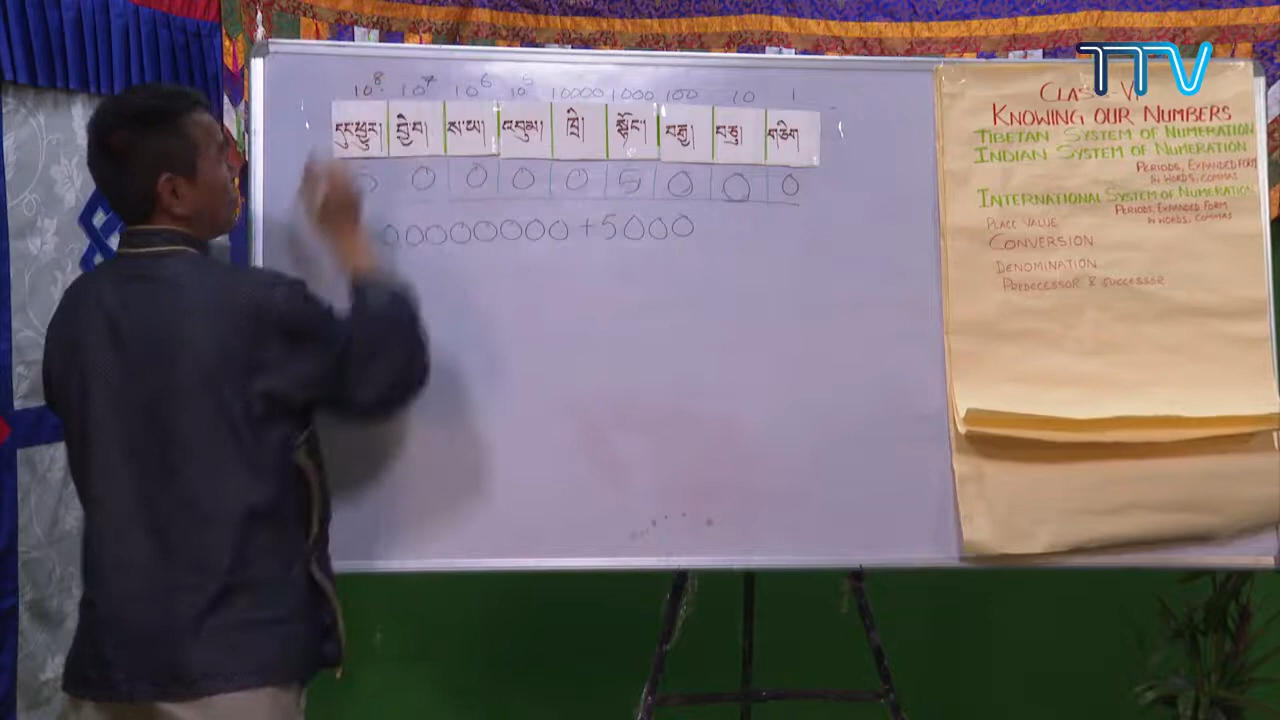 TTV
10⁸ 10⁷ 10⁶ 10⁵ 10000 1000 100 10 1
དུང་ཕྱུར། བྱེ་བ། ས་ཡ། འབུམ། ཁྲི། སྟོང་། བརྒྱ། བཅུ། གཅིག
0 0 0 0 5 0 0 0
00000000 + 5000
CLASS-VI
KNOWING OUR NUMBERS
TIBETAN SYSTEM OF NUMERATION
INDIAN SYSTEM OF NUMERATION
PERIODS, EXPANDED FORM
IN WORDS, COMMAS
INTERNATIONAL SYSTEM OF NUMERATION
PERIODS, EXPANDED FORM
IN WORDS, COMMAS
PLACE VALUE
CONVERSION
DENOMINATION
PREDECESSOR & SUCCESSOR